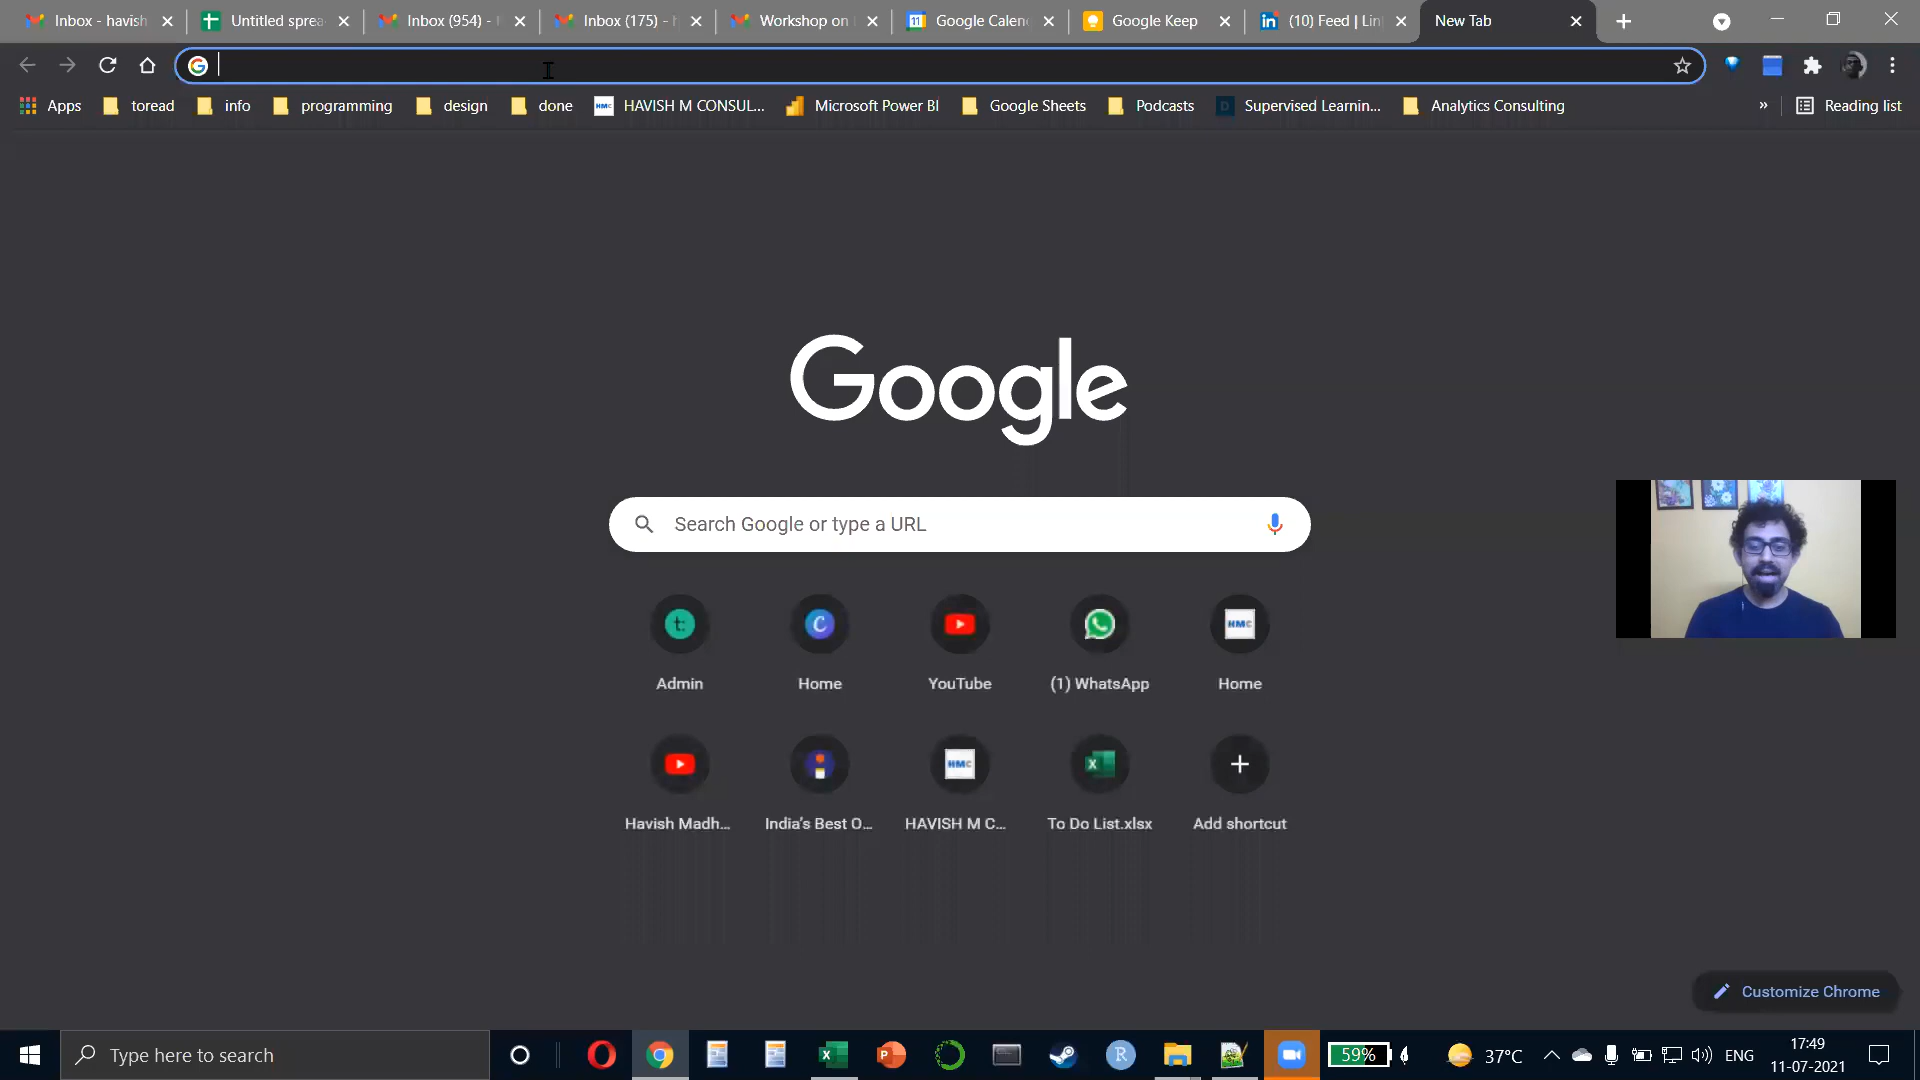 Inbox - havish
Untitled sprea
Inbox (954) -
Inbox (175) -
Workshop on
Google Calen
Google Keep
(10) Feed | Lin
New Tab
Apps
toread
info
programming
design
done
HAVISH M CONSUL...
Microsoft Power BI
Google Sheets
Podcasts
Supervised Learnin...
Analytics Consulting
»
Reading list
Google
Search Google or type a URL
Admin
Home
YouTube
(1) WhatsApp
Home
Havish Madh...
India's Best O...
HAVISH M C...
To Do List.xlsx
Add shortcut
Customize Chrome
Type here to search
59%
37°C
ENG
17:49
11-07-2021